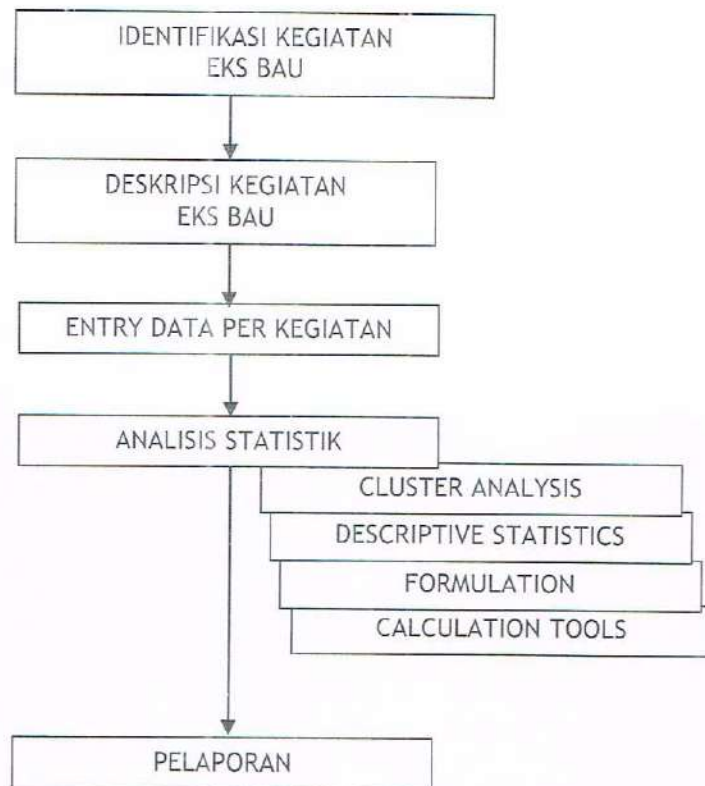 IDENTIFIKASI KEGIATAN
EKS BAU
DESKRIPSI KEGIATAN
EKS BAU
ENTRY DATA PER KEGIATAN
ANALISIS STATISTIK
CLUSTER ANALYSIS
DESCRIPTIVE STATISTICS
FORMULATION
CALCULATION TOOLS
PELAPORAN